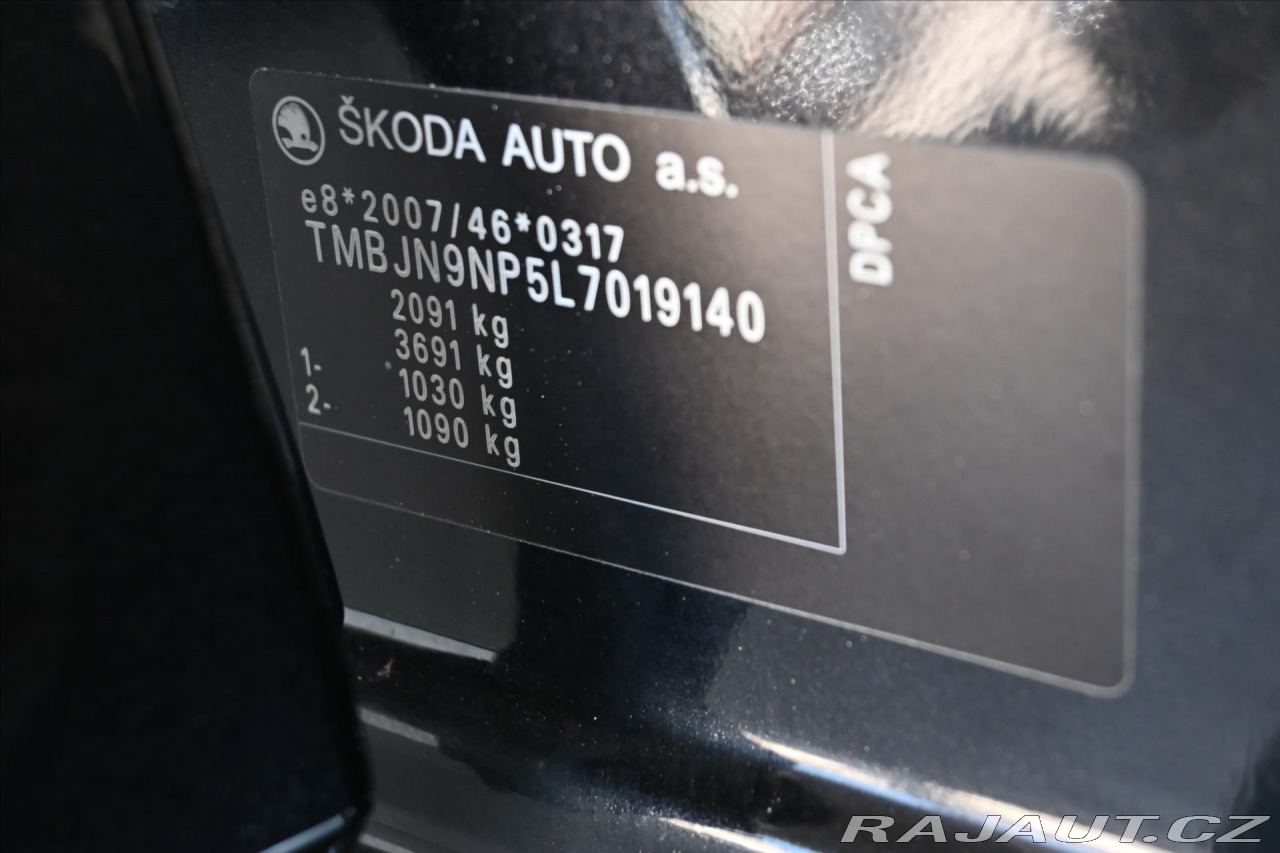 ŠKODA AUTO a.s.
e8*2007/46*0317
TMBJN9NP5L7019140
2091 kg
3691 kg
1- 1030 kg
2- 1090 kg
DPCA
RAJAUT.CZ